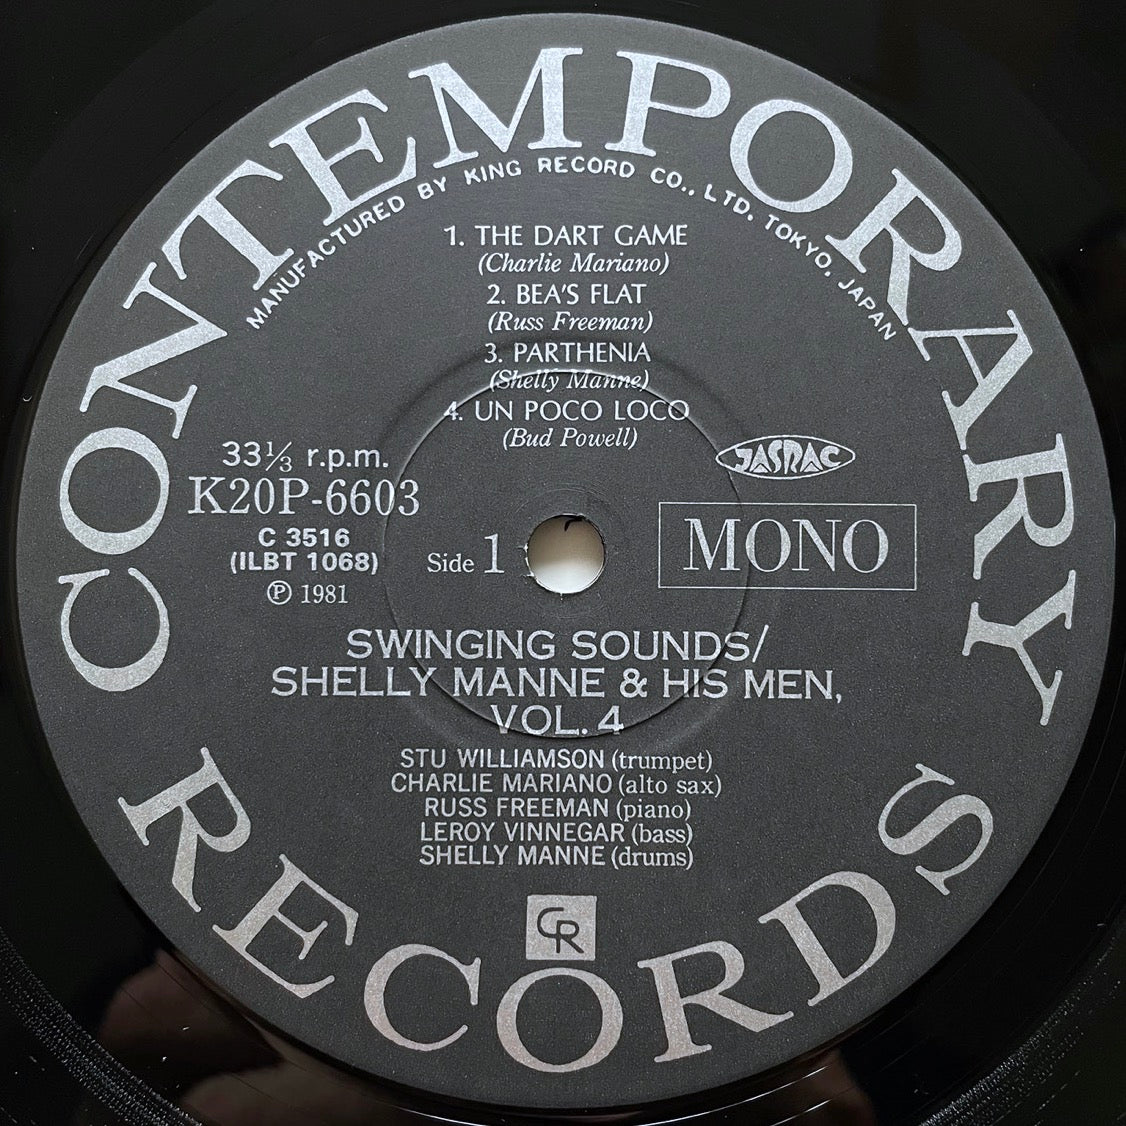 CONTEMPORARY
MANUFACTURED BY KING RECORD CO., LTD. TOKYO, JAPAN
1. THE DART GAME
(Charlie Mariano)
2. BEA'S FLAT
(Russ Freeman)
3. PARTHENIA
(Shelly Manne)
4. UN POCO LOCO
(Bud Powell)
33⅓ r.p.m.
K20P-6603
C 3516
(ILBT 1068)
℗ 1981
Side 1
JASRAC
MONO
SWINGING SOUNDS/
SHELLY MANNE & HIS MEN,
VOL. 4
STU WILLIAMSON (trumpet)
CHARLIE MARIANO (alto sax)
RUSS FREEMAN (piano)
LEROY VINNEGAR (bass)
SHELLY MANNE (drums)
CR
RECORDS